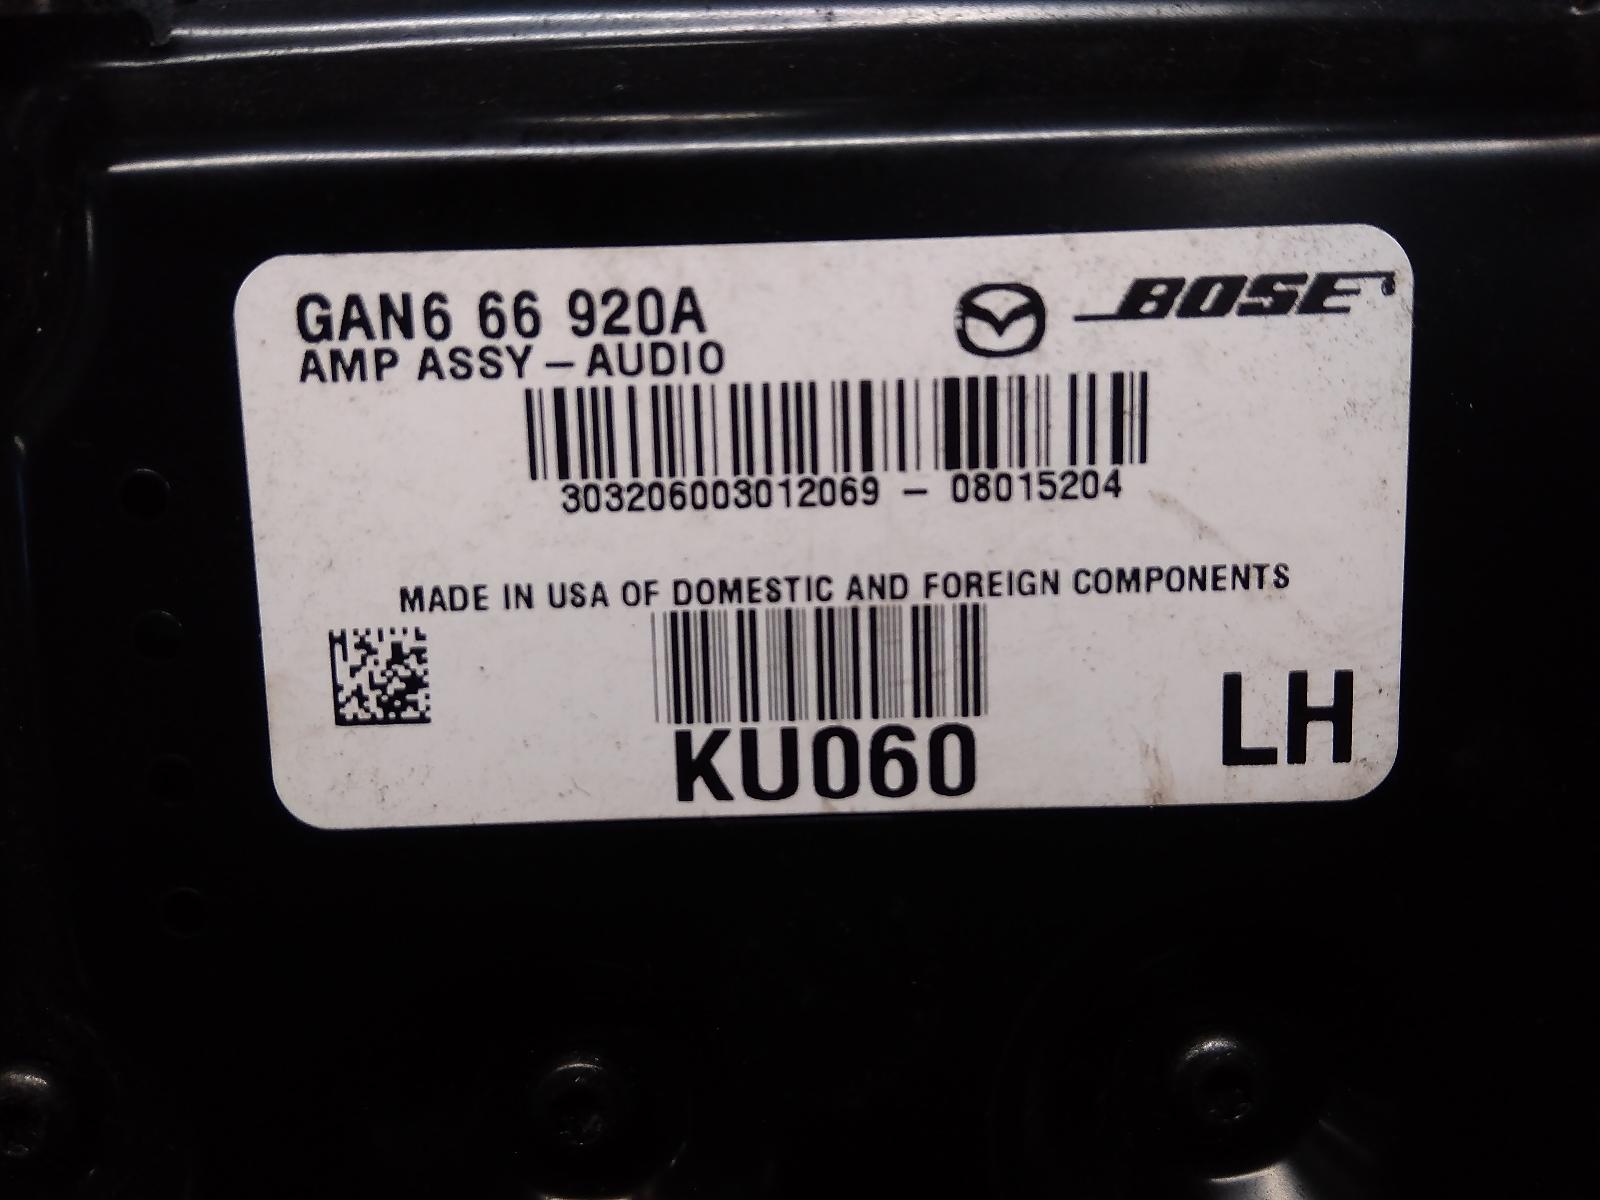 GAN6 66 920A
BOSE
AMP ASSY – AUDIO
303206003012069 – 08015204
MADE IN USA OF DOMESTIC AND FOREIGN COMPONENTS
LH
KU060